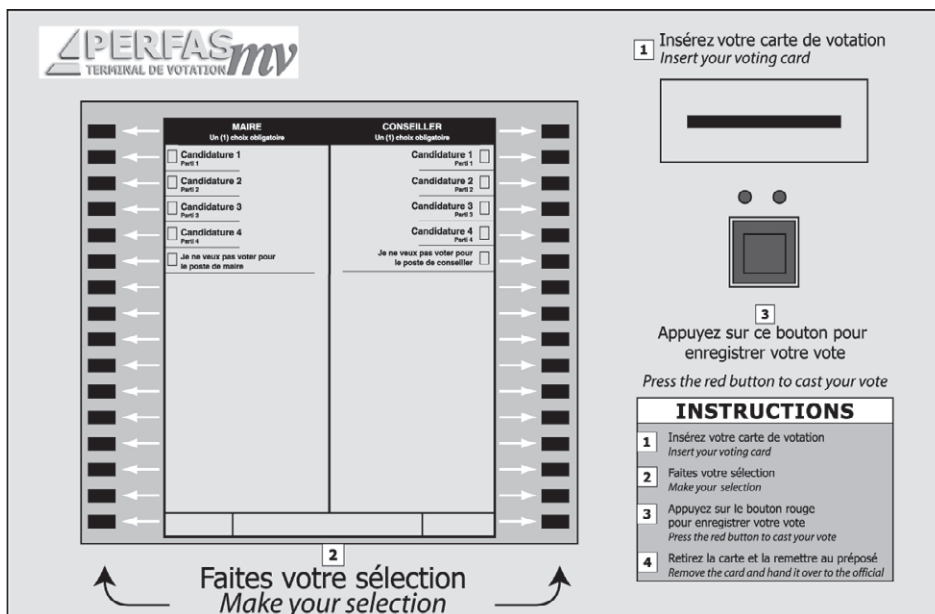 PERFAS mv
TERMINAL DE VOTATION
1 Insérez votre carte de votation
Insert your voting card
MAIRE
Un (1) choix obligatoire
Candidature 1
Parti 1
Candidature 2
Parti 2
Candidature 3
Parti 3
Candidature 4
Parti 4
Je ne veux pas voter pour
le poste de maire
CONSEILLER
Un (1) choix obligatoire
Candidature 1
Parti 1
Candidature 2
Parti 2
Candidature 3
Parti 3
Candidature 4
Parti 4
Je ne veux pas voter pour
le poste de conseiller
2
Faites votre sélection
Make your selection
3
Appuyez sur ce bouton pour
enregistrer votre vote
Press the red button to cast your vote
INSTRUCTIONS
1 Insérez votre carte de votation
Insert your voting card
2 Faites votre sélection
Make your selection
3 Appuyez sur le bouton rouge
pour enregistrer votre vote
Press the red button to cast your vote
4 Retirez la carte et la remettre au préposé
Remove the card and hand it over to the official